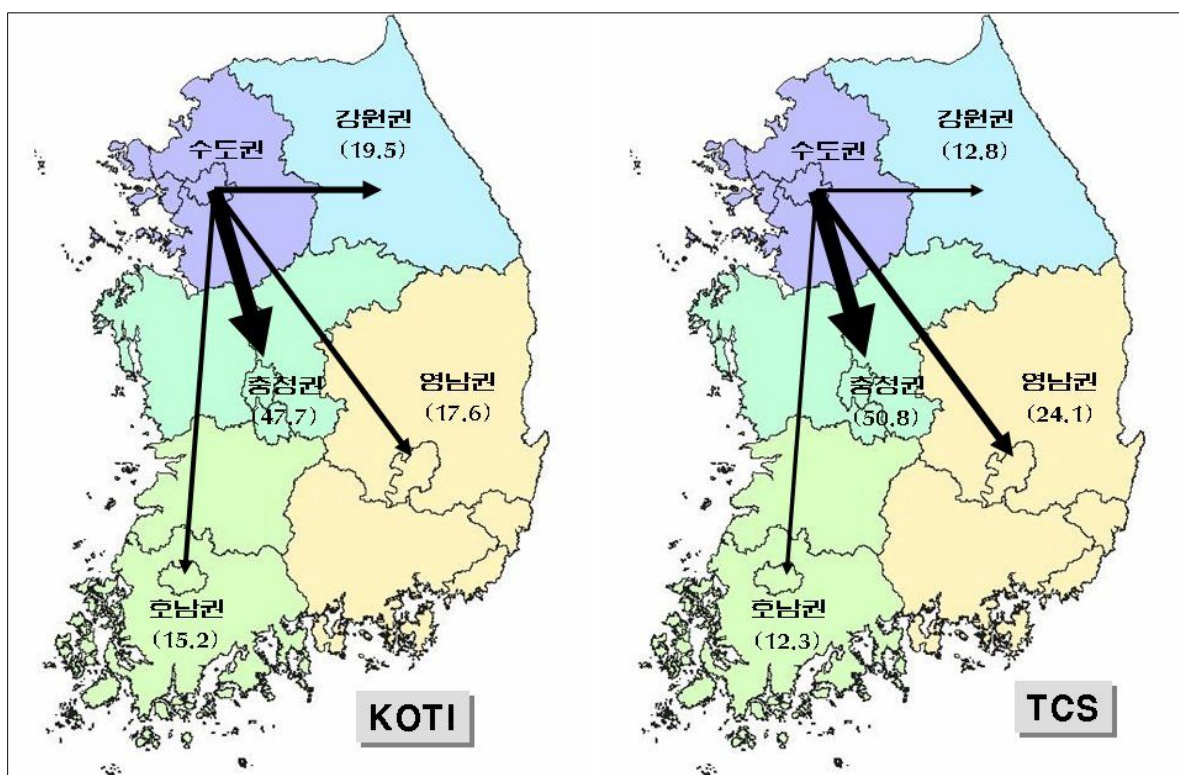 강원권
(19.5)
수도권
충청권
(47.7)
영남권
(17.6)
호남권
(15.2)
KOTI
강원권
(12.8)
수도권
충청권
(50.8)
영남권
(24.1)
호남권
(12.3)
TCS